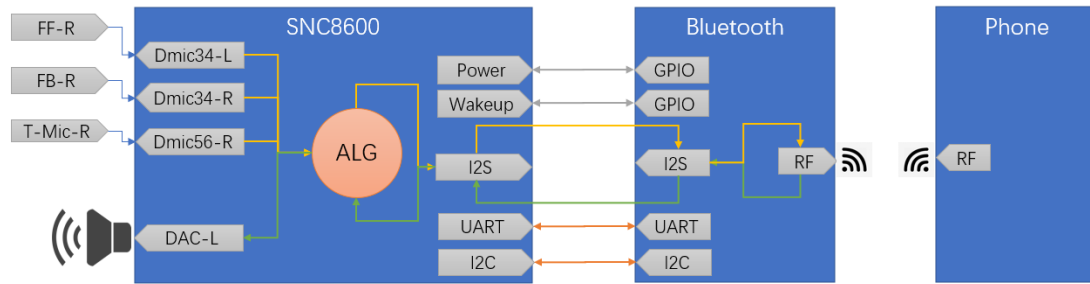 SNC8600
Bluetooth
Phone
FF-R
Dmic34-L
FB-R
Dmic34-R
T-Mic-R
Dmic56-R
ALG
DAC-L
Power
GPIO
Wakeup
GPIO
I2S
I2S
RF
RF
UART
UART
I2C
I2C